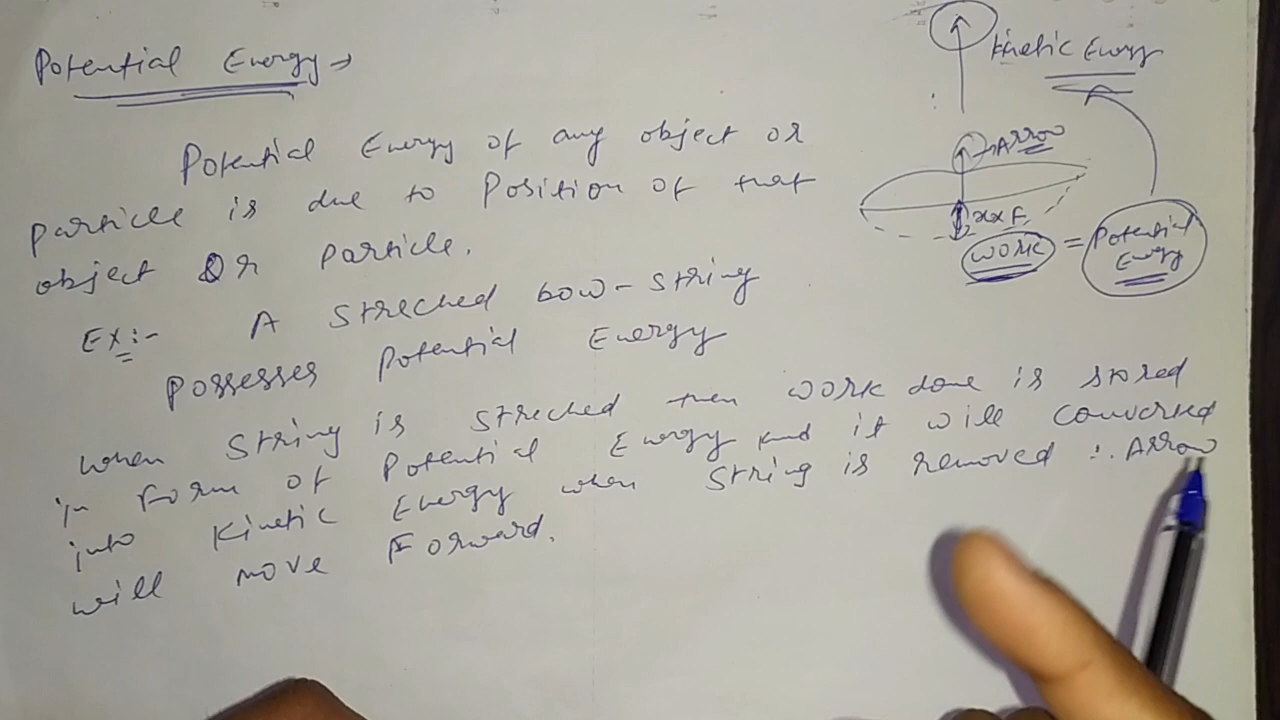 Potential Energy →
Potential Energy of any object or
particle is due to Position of that
object Or Particle.
Ex:- A streched bow-string
Possesses Potential Energy
when String is streched then work done is stored
in Form of Potential Energy and it will converted
into Kinetic Energy when String is removed ∴ Arrow
will move Forward.
Kinetic Energy
→Arrow
x x F
work = Potential
Energy